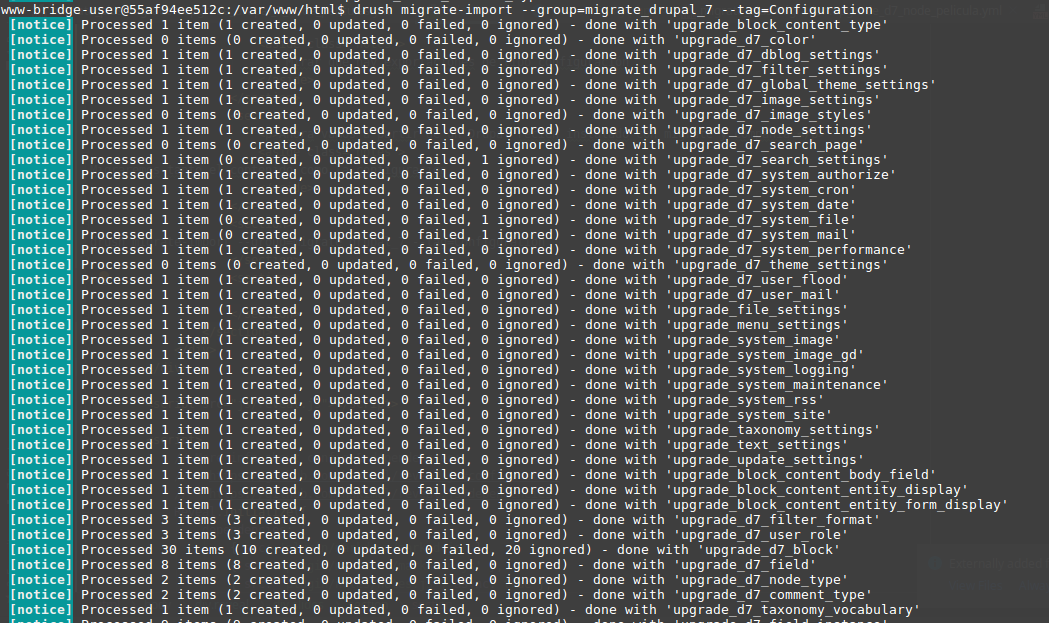 www-bridge-user@55af94ee512c:/var/www/html$ drush migrate-import --group=migrate_drupal_7 --tag=Configuration
[notice] Processed 1 item (1 created, 0 updated, 0 failed, 0 ignored) - done with 'upgrade_block_content_type'
[notice] Processed 0 items (0 created, 0 updated, 0 failed, 0 ignored) - done with 'upgrade_d7_color'
[notice] Processed 1 item (1 created, 0 updated, 0 failed, 0 ignored) - done with 'upgrade_d7_dblog_settings'
[notice] Processed 1 item (1 created, 0 updated, 0 failed, 0 ignored) - done with 'upgrade_d7_filter_settings'
[notice] Processed 1 item (1 created, 0 updated, 0 failed, 0 ignored) - done with 'upgrade_d7_global_theme_settings'
[notice] Processed 1 item (1 created, 0 updated, 0 failed, 0 ignored) - done with 'upgrade_d7_image_settings'
[notice] Processed 0 items (0 created, 0 updated, 0 failed, 0 ignored) - done with 'upgrade_d7_image_styles'
[notice] Processed 1 item (1 created, 0 updated, 0 failed, 0 ignored) - done with 'upgrade_d7_node_settings'
[notice] Processed 0 items (0 created, 0 updated, 0 failed, 0 ignored) - done with 'upgrade_d7_search_page'
[notice] Processed 1 item (0 created, 0 updated, 0 failed, 1 ignored) - done with 'upgrade_d7_search_settings'
[notice] Processed 1 item (1 created, 0 updated, 0 failed, 0 ignored) - done with 'upgrade_d7_system_authorize'
[notice] Processed 1 item (1 created, 0 updated, 0 failed, 0 ignored) - done with 'upgrade_d7_system_cron'
[notice] Processed 1 item (1 created, 0 updated, 0 failed, 0 ignored) - done with 'upgrade_d7_system_date'
[notice] Processed 1 item (0 created, 0 updated, 0 failed, 1 ignored) - done with 'upgrade_d7_system_file'
[notice] Processed 1 item (0 created, 0 updated, 0 failed, 1 ignored) - done with 'upgrade_d7_system_mail'
[notice] Processed 1 item (1 created, 0 updated, 0 failed, 0 ignored) - done with 'upgrade_d7_system_performance'
[notice] Processed 0 items (0 created, 0 updated, 0 failed, 0 ignored) - done with 'upgrade_d7_theme_settings'
[notice] Processed 1 item (1 created, 0 updated, 0 failed, 0 ignored) - done with 'upgrade_d7_user_flood'
[notice] Processed 1 item (1 created, 0 updated, 0 failed, 0 ignored) - done with 'upgrade_d7_user_mail'
[notice] Processed 1 item (1 created, 0 updated, 0 failed, 0 ignored) - done with 'upgrade_file_settings'
[notice] Processed 1 item (1 created, 0 updated, 0 failed, 0 ignored) - done with 'upgrade_menu_settings'
[notice] Processed 1 item (1 created, 0 updated, 0 failed, 0 ignored) - done with 'upgrade_system_image'
[notice] Processed 1 item (1 created, 0 updated, 0 failed, 0 ignored) - done with 'upgrade_system_image_gd'
[notice] Processed 1 item (1 created, 0 updated, 0 failed, 0 ignored) - done with 'upgrade_system_logging'
[notice] Processed 1 item (1 created, 0 updated, 0 failed, 0 ignored) - done with 'upgrade_system_maintenance'
[notice] Processed 1 item (1 created, 0 updated, 0 failed, 0 ignored) - done with 'upgrade_system_rss'
[notice] Processed 1 item (1 created, 0 updated, 0 failed, 0 ignored) - done with 'upgrade_system_site'
[notice] Processed 1 item (1 created, 0 updated, 0 failed, 0 ignored) - done with 'upgrade_taxonomy_settings'
[notice] Processed 1 item (1 created, 0 updated, 0 failed, 0 ignored) - done with 'upgrade_text_settings'
[notice] Processed 1 item (1 created, 0 updated, 0 failed, 0 ignored) - done with 'upgrade_update_settings'
[notice] Processed 1 item (1 created, 0 updated, 0 failed, 0 ignored) - done with 'upgrade_block_content_body_field'
[notice] Processed 1 item (1 created, 0 updated, 0 failed, 0 ignored) - done with 'upgrade_block_content_entity_display'
[notice] Processed 1 item (1 created, 0 updated, 0 failed, 0 ignored) - done with 'upgrade_block_content_entity_form_display'
[notice] Processed 3 items (3 created, 0 updated, 0 failed, 0 ignored) - done with 'upgrade_d7_filter_format'
[notice] Processed 3 items (3 created, 0 updated, 0 failed, 0 ignored) - done with 'upgrade_d7_user_role'
[notice] Processed 30 items (10 created, 0 updated, 0 failed, 20 ignored) - done with 'upgrade_d7_block'
[notice] Processed 8 items (8 created, 0 updated, 0 failed, 0 ignored) - done with 'upgrade_d7_field'
[notice] Processed 2 items (2 created, 0 updated, 0 failed, 0 ignored) - done with 'upgrade_d7_node_type'
[notice] Processed 2 items (2 created, 0 updated, 0 failed, 0 ignored) - done with 'upgrade_d7_comment_type'
[notice] Processed 1 item (1 created, 0 updated, 0 failed, 0 ignored) - done with 'upgrade_d7_taxonomy_vocabulary'